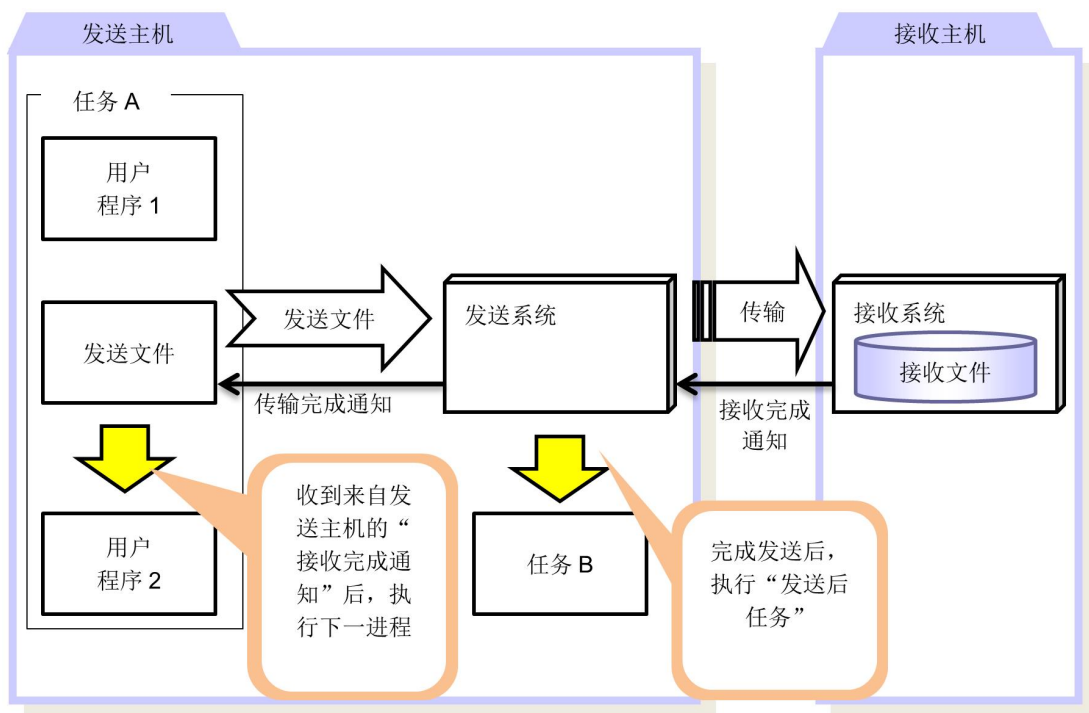 发送主机
接收主机
任务 A
用户
程序 1
发送文件
发送文件
发送系统
传输
接收系统
接收文件
传输完成通知
接收完成
通知
收到来自发
送主机的“
接收完成通
知”后，执
行下一进程
用户
程序 2
任务 B
完成发送后，
执行“发送后
任务”